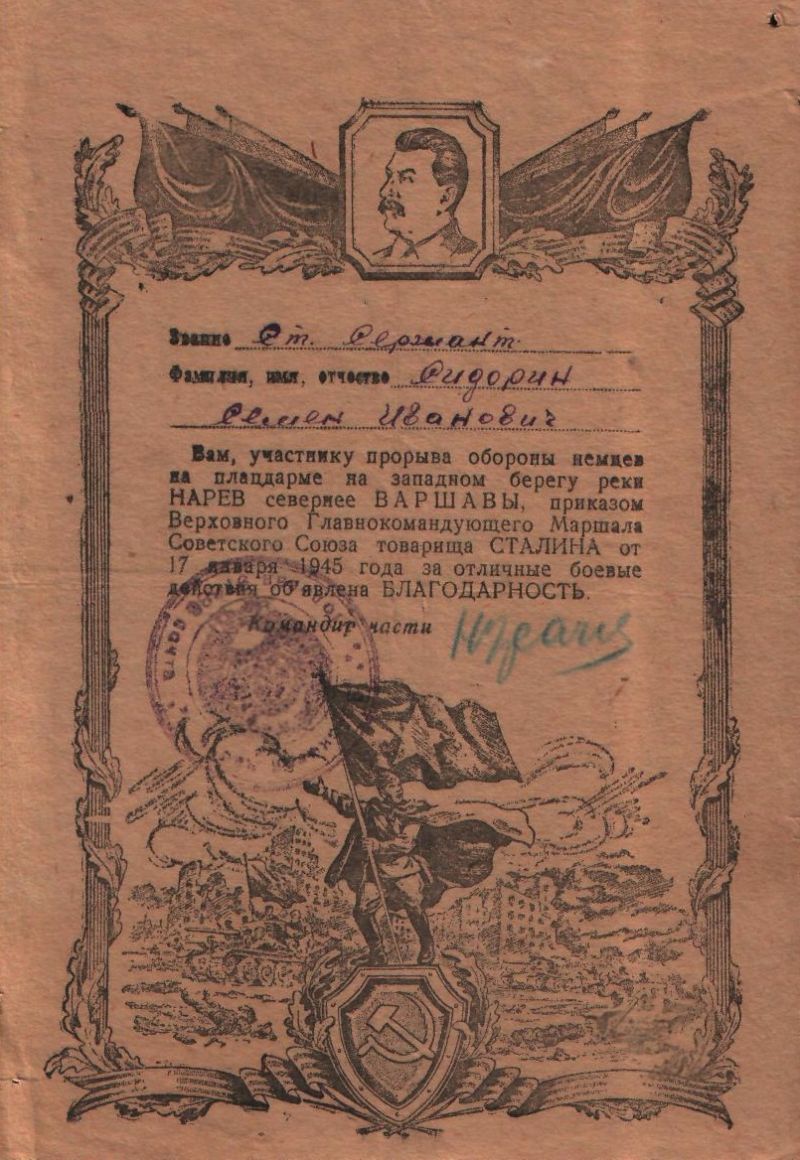 Звание Ст. Сержант
Фамилия, имя, отчество Сидорин
Семен Иванович
Вам, участнику прорыва обороны немцев
на плацдарме на западном берегу реки
НАРЕВ севернее ВАРШАВЫ, приказом
Верховного Главнокомандующего Маршала
Советского Союза товарища СТАЛИНА от
17 января 1945 года за отличные боевые
действия об'явлена БЛАГОДАРНОСТЬ.
Командир части